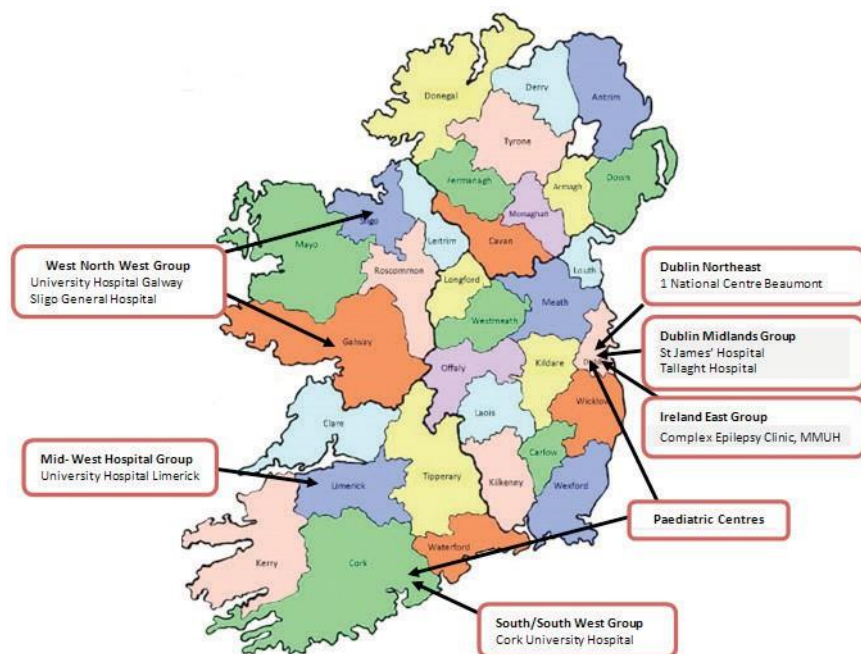 Donegal
Derry
Antrim
Tyrone
Fermanagh
Armagh
Down
Monaghan
Sligo
Leitrim
Cavan
Mayo
Louth
Roscommon
Longford
Meath
West North West Group
University Hospital Galway
Sligo General Hospital
Dublin Northeast
1 National Centre Beaumont
Westmeath
Galway
Dublin Midlands Group
St James' Hospital
Tallaght Hospital
Offaly
Kildare
Wicklow
Laois
Ireland East Group
Complex Epilepsy Clinic, MMUH
Clare
Carlow
Mid- West Hospital Group
University Hospital Limerick
Tipperary
Kilkenny
Limerick
Wexford
Paediatric Centres
Waterford
Kerry
Cork
South/South West Group
Cork University Hospital